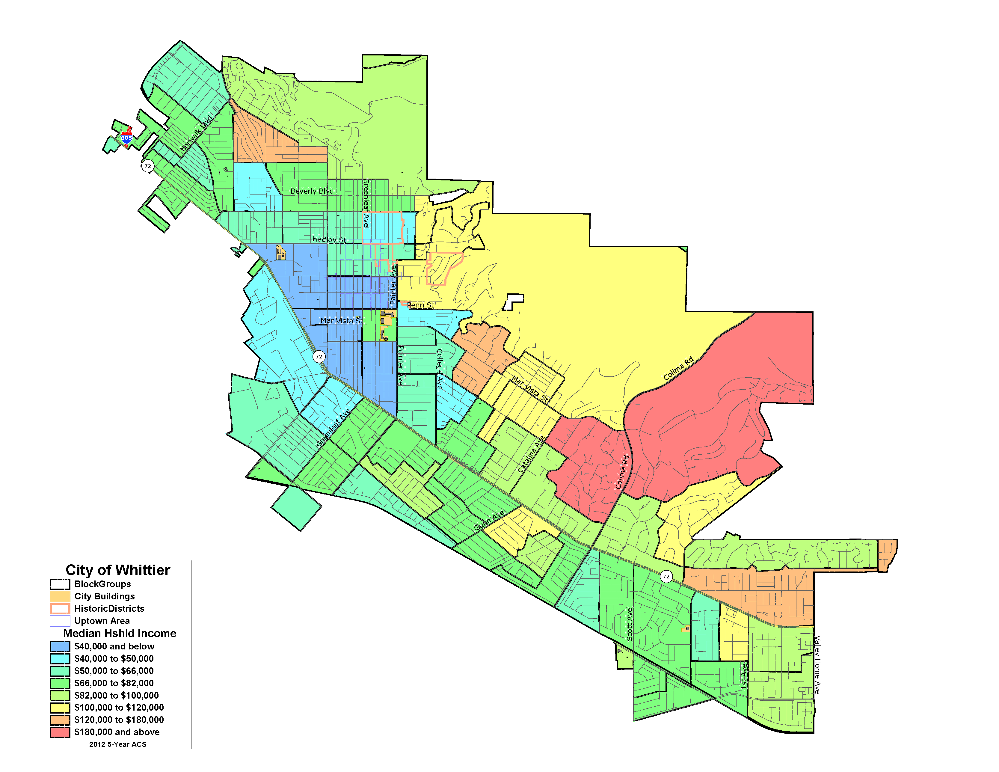 Norwalk Blvd
605
72
Beverly Blvd
Greenleaf Ave
Hadley St
Painter Ave
Penn St
Mar Vista St
72
Painter Ave
College Ave
Mar Vista St
Colima Rd
Greenleaf Ave
Whittier Blvd
Catalina Ave
Colima Rd
Gunn Ave
72
Scott Ave
1st Ave
Valley Home Ave
City of Whittier
BlockGroups
City Buildings
HistoricDistricts
Uptown Area
Median Hshld Income
$40,000 and below
$40,000 to $50,000
$50,000 to $66,000
$66,000 to $82,000
$82,000 to $100,000
$100,000 to $120,000
$120,000 to $180,000
$180,000 and above
2012 5-Year ACS